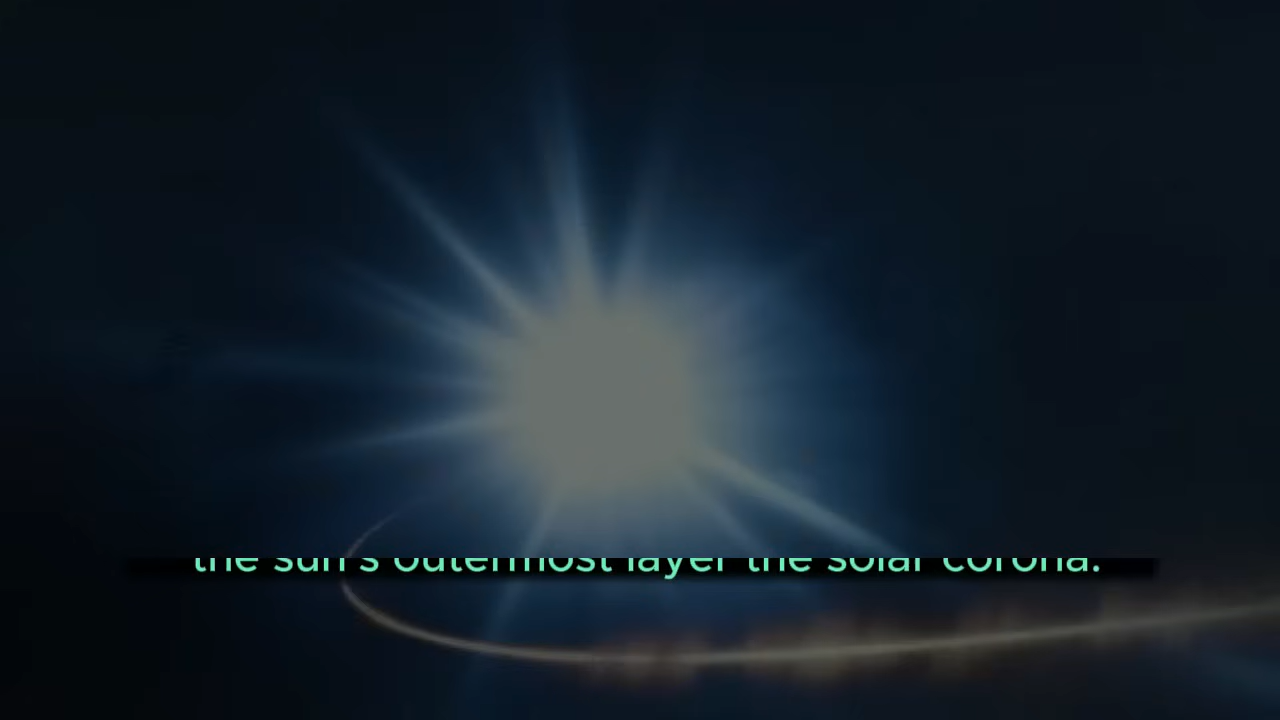 the sun's outermost layer the solar corona.